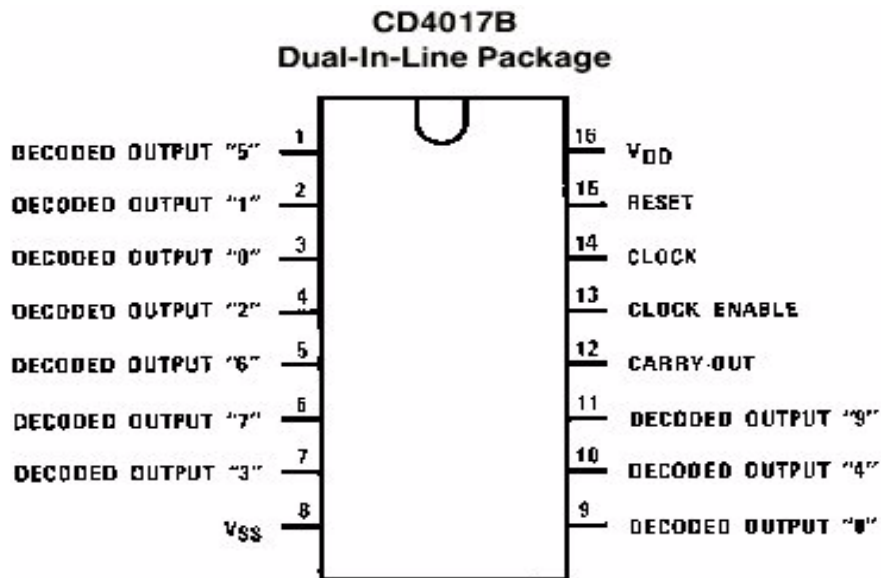 CD4017B
Dual-In-Line Package
DECODED OUTPUT "5" 1
DECODED OUTPUT "1" 2
DECODED OUTPUT "0" 3
DECODED OUTPUT "2" 4
DECODED OUTPUT "6" 5
DECODED OUTPUT "7" 6
DECODED OUTPUT "3" 7
VSS 8
16 VDD
15 RESET
14 CLOCK
13 CLOCK ENABLE
12 CARRY-OUT
11 DECODED OUTPUT "9"
10 DECODED OUTPUT "4"
9 DECODED OUTPUT